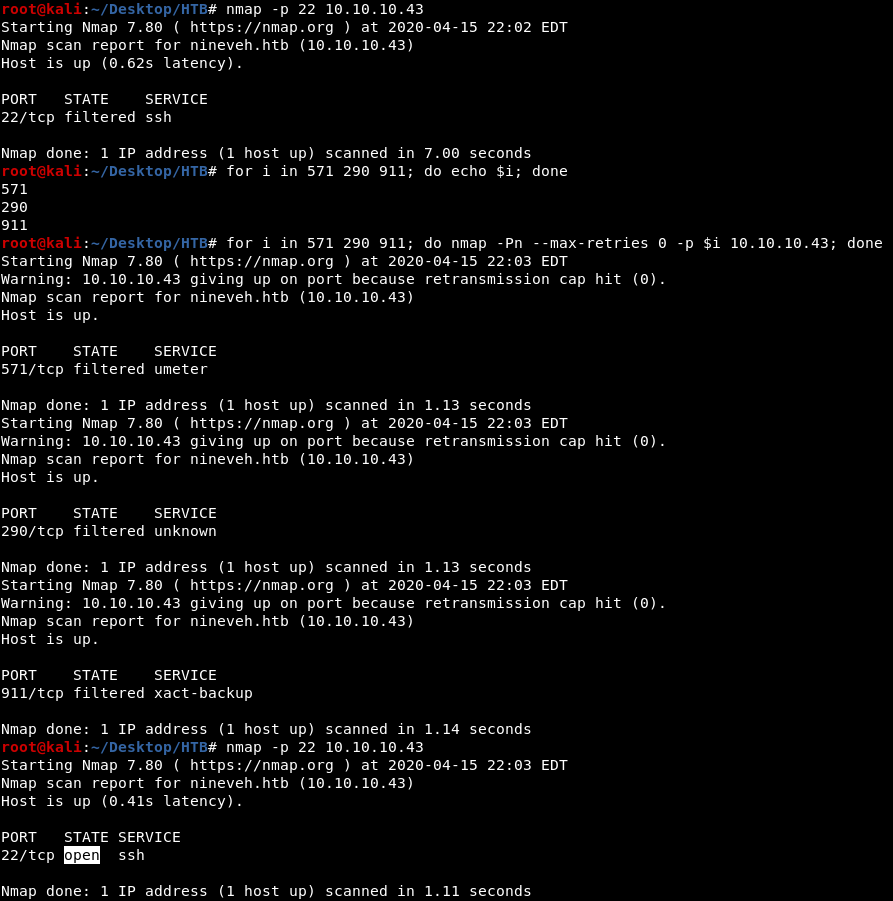 root@kali:~/Desktop/HTB# nmap -p 22 10.10.10.43
Starting Nmap 7.80 ( https://nmap.org ) at 2020-04-15 22:02 EDT
Nmap scan report for nineveh.htb (10.10.10.43)
Host is up (0.62s latency).
PORT   STATE    SERVICE
22/tcp filtered ssh
Nmap done: 1 IP address (1 host up) scanned in 7.00 seconds
root@kali:~/Desktop/HTB# for i in 571 290 911; do echo $i; done
571
290
911
root@kali:~/Desktop/HTB# for i in 571 290 911; do nmap -Pn --max-retries 0 -p $i 10.10.10.43; done
Starting Nmap 7.80 ( https://nmap.org ) at 2020-04-15 22:03 EDT
Warning: 10.10.10.43 giving up on port because retransmission cap hit (0).
Nmap scan report for nineveh.htb (10.10.10.43)
Host is up.
PORT    STATE    SERVICE
571/tcp filtered umeter
Nmap done: 1 IP address (1 host up) scanned in 1.13 seconds
Starting Nmap 7.80 ( https://nmap.org ) at 2020-04-15 22:03 EDT
Warning: 10.10.10.43 giving up on port because retransmission cap hit (0).
Nmap scan report for nineveh.htb (10.10.10.43)
Host is up.
PORT    STATE    SERVICE
290/tcp filtered unknown
Nmap done: 1 IP address (1 host up) scanned in 1.13 seconds
Starting Nmap 7.80 ( https://nmap.org ) at 2020-04-15 22:03 EDT
Warning: 10.10.10.43 giving up on port because retransmission cap hit (0).
Nmap scan report for nineveh.htb (10.10.10.43)
Host is up.
PORT    STATE    SERVICE
911/tcp filtered xact-backup
Nmap done: 1 IP address (1 host up) scanned in 1.14 seconds
root@kali:~/Desktop/HTB# nmap -p 22 10.10.10.43
Starting Nmap 7.80 ( https://nmap.org ) at 2020-04-15 22:03 EDT
Nmap scan report for nineveh.htb (10.10.10.43)
Host is up (0.41s latency).
PORT   STATE SERVICE
22/tcp open  ssh
Nmap done: 1 IP address (1 host up) scanned in 1.11 seconds